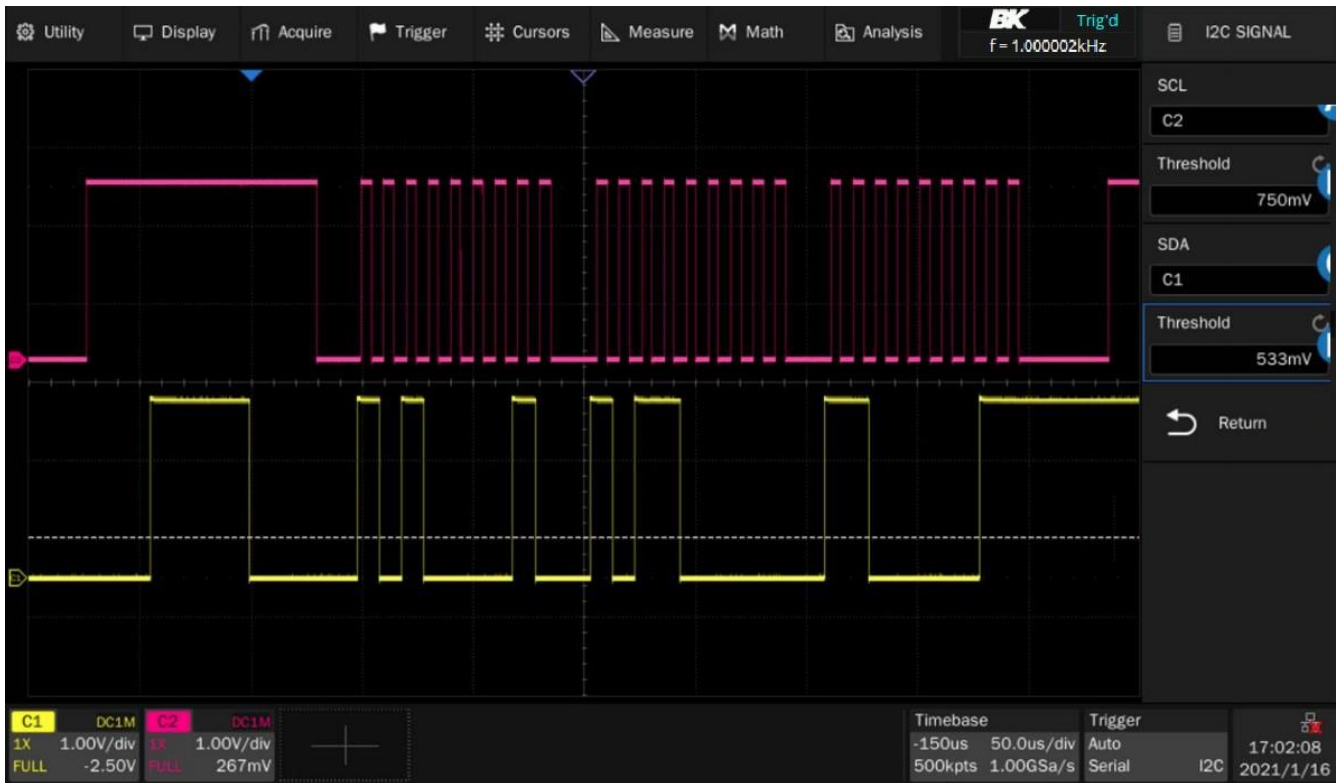 Utility Display Acquire Trigger Cursors Measure Math Analysis
BK Trig'd
f = 1.000002kHz
I2C SIGNAL
SCL
C2
Threshold
750mV
SDA
C1
Threshold
533mV
Return
C1 DC1M
1X 1.00V/div
FULL -2.50V
C2 DC1M
1X 1.00V/div
FULL 267mV
Timebase
-150us 50.0us/div
500kpts 1.00GSa/s
Trigger
Auto
Serial I2C
17:02:08
2021/1/16